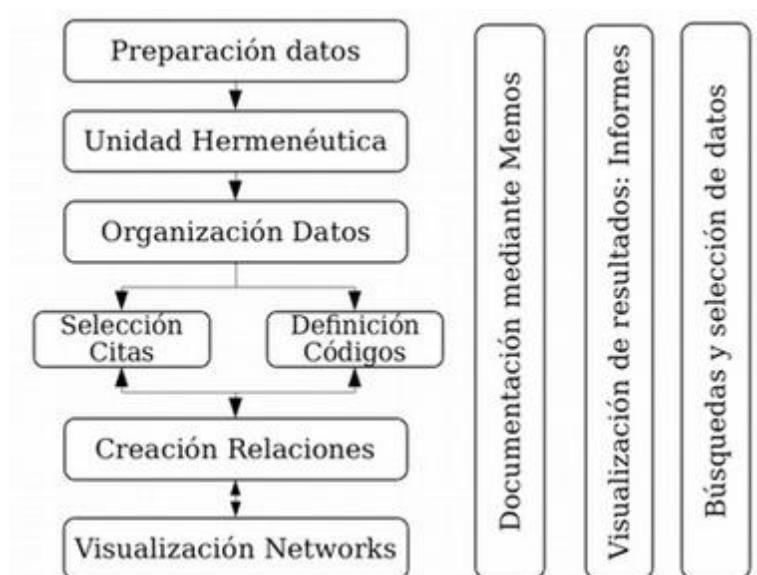 Preparación datos
Unidad Hermenéutica
Organización Datos
Selección
Citas
Definición
Códigos
Creación Relaciones
Visualización Networks
Documentación mediante Memos
Visualización de resultados: Informes
Búsquedas y selección de datos